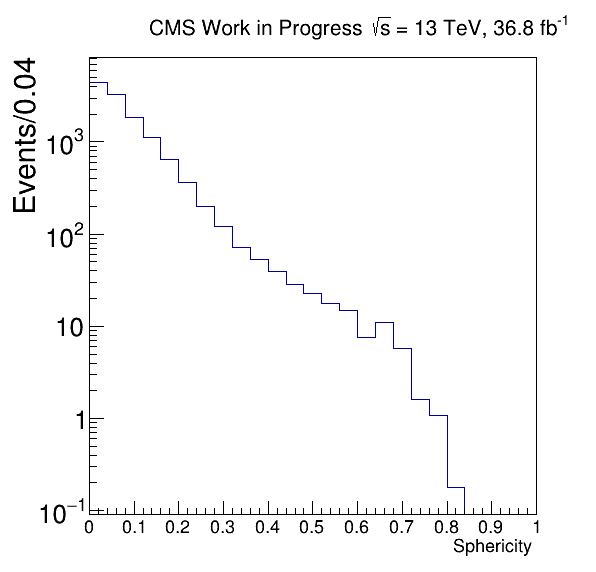 CMS Work in Progress √s = 13 TeV, 36.8 fb⁻¹
Events/0.04
10³
10²
10
1
10⁻¹
0 0.1 0.2 0.3 0.4 0.5 0.6 0.7 0.8 0.9 1
Sphericity